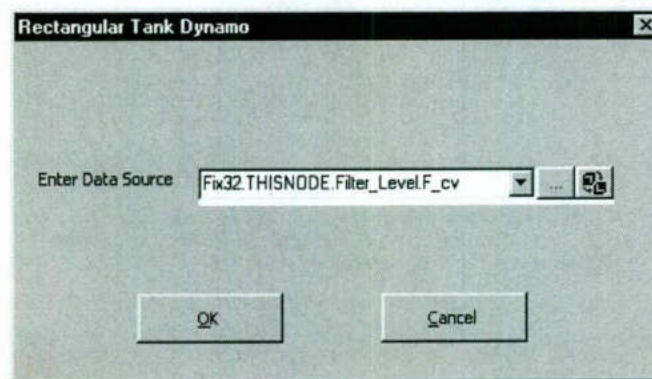 Rectangular Tank Dynamo
Enter Data Source Fix32.THISNODE.Filter_Level.F_cv ...
OK Cancel